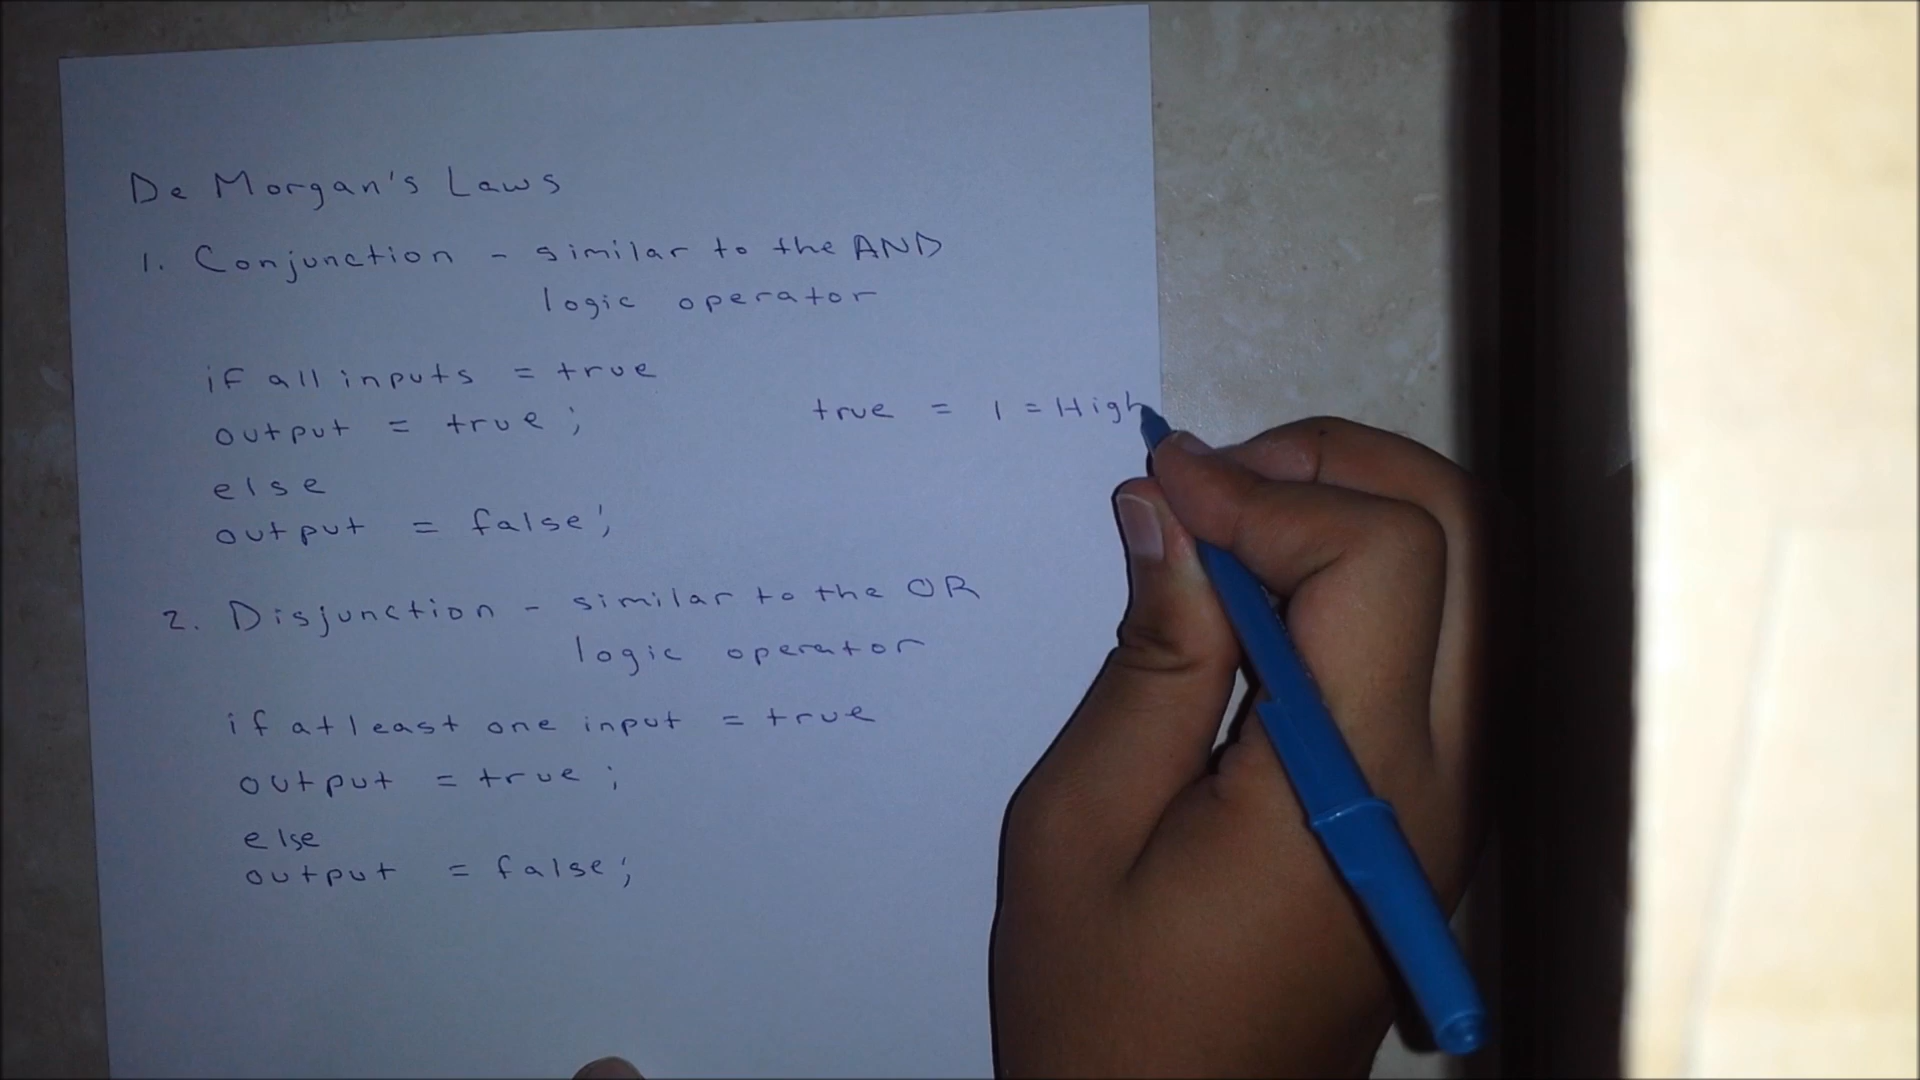 De Morgan's Laws
1. Conjunction - similar to the AND
logic operator
if all inputs = true
output = true ;
true = 1 = High
else
output = false;
2. Disjunction - similar to the OR
logic operator
if atleast one input = true
output = true ;
else
output = false;